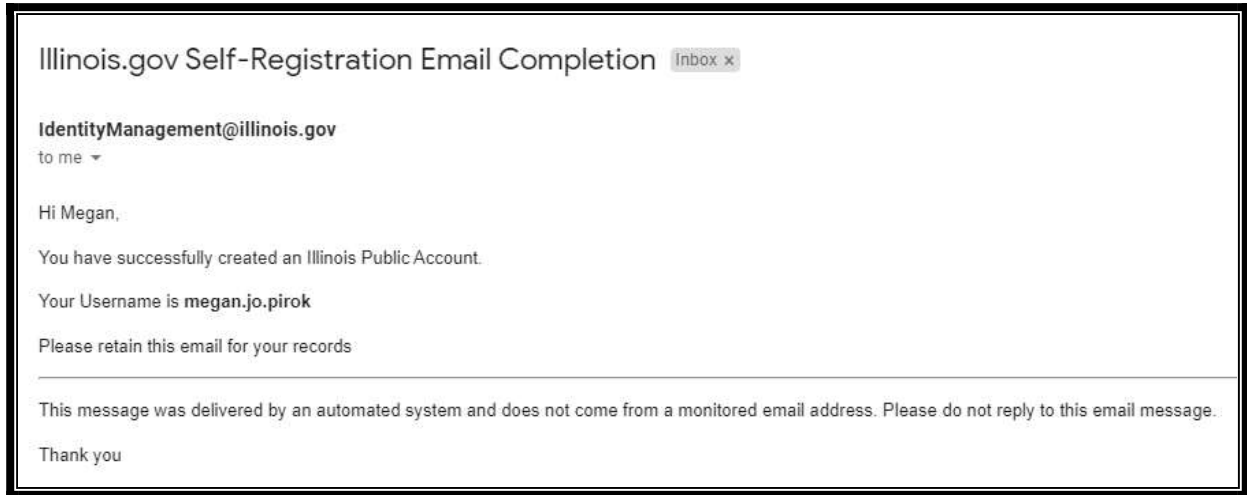 Illinois.gov Self-Registration Email Completion Inbox x
IdentityManagement@illinois.gov
to me
Hi Megan,
You have successfully created an Illinois Public Account.
Your Username is megan.jo.pirok
Please retain this email for your records
This message was delivered by an automated system and does not come from a monitored email address. Please do not reply to this email message.
Thank you